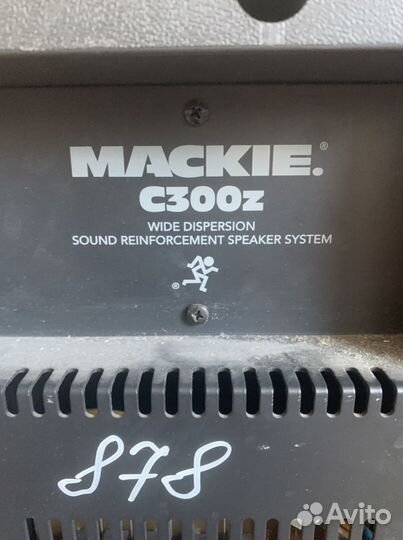 MACKIE.®
C300z
WIDE DISPERSION
SOUND REINFORCEMENT SPEAKER SYSTEM
®
878
Avito